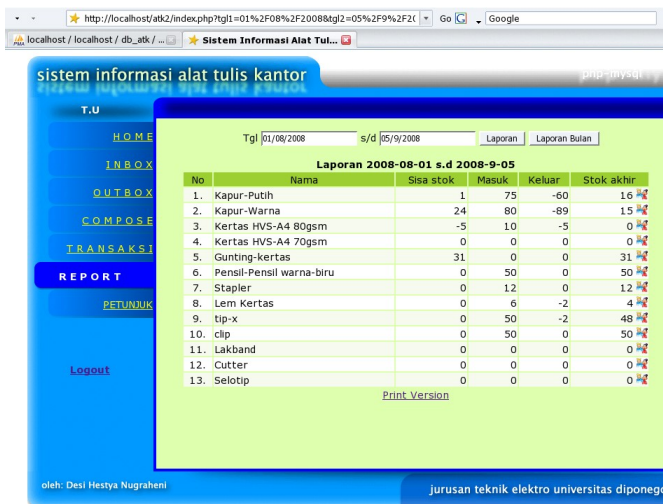 http://localhost/atk2/index.php?tgl1=01%2F08%2F2008&tgl2=05%2F9%2F2( Go Google
localhost / localhost / db_atk / ... Sistem Informasi Alat Tul...
sistem informasi alat tulis kantor php-mysql
T.U
HOME
INBOX
OUTBOX
COMPOSE
TRANSAKSI
REPORT
PETUNJUK
Logout
Tgl 01/08/2008 s/d 05/9/2008 Laporan Laporan Bulan
Laporan 2008-08-01 s.d 2008-9-05
No Nama Sisa stok Masuk Keluar Stok akhir
1. Kapur-Putih 1 75 -60 16
2. Kapur-Warna 24 80 -89 15
3. Kertas HVS-A4 80gsm -5 10 -5 0
4. Kertas HVS-A4 70gsm 0 0 0 0
5. Gunting-kertas 31 0 0 31
6. Pensil-Pensil warna-biru 0 50 0 50
7. Stapler 0 12 0 12
8. Lem Kertas 0 6 -2 4
9. tip-x 0 50 -2 48
10. clip 0 50 0 50
11. Lakband 0 0 0 0
12. Cutter 0 0 0 0
13. Selotip 0 0 0 0
Print Version
oleh: Desi Hestya Nugraheni
jurusan teknik elektro universitas diponego